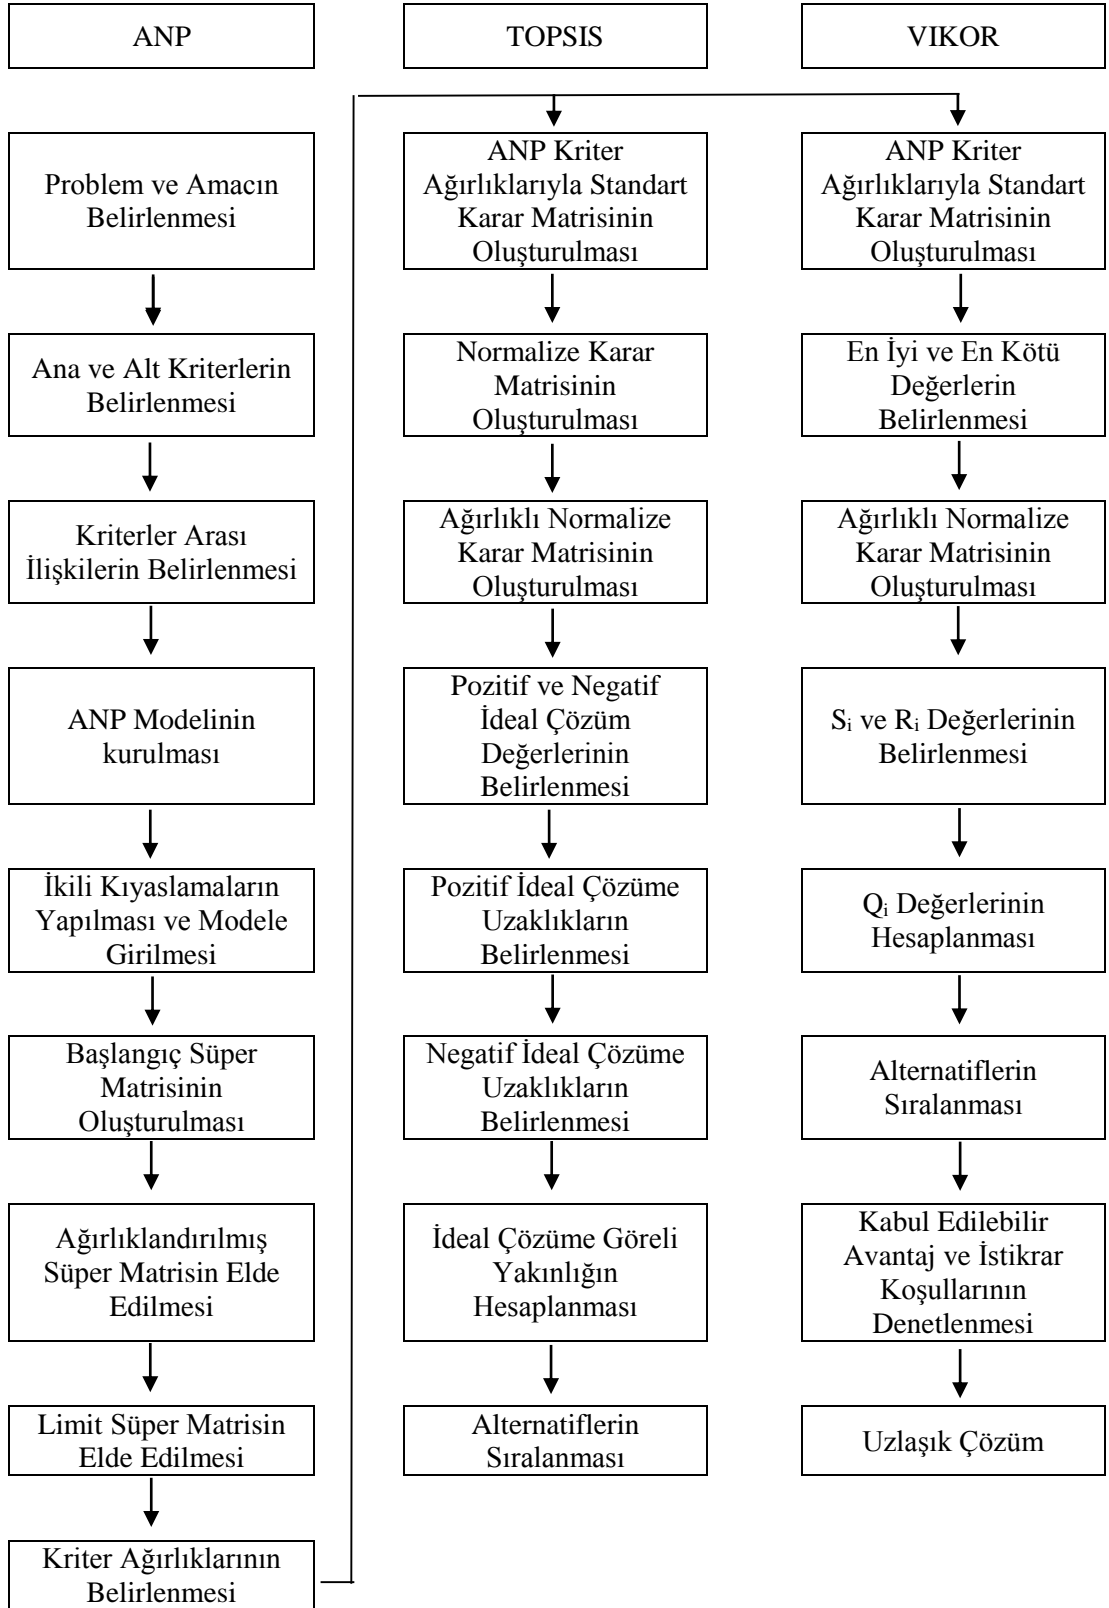 ANP
Problem ve Amacın
Belirlenmesi
Ana ve Alt Kriterlerin
Belirlenmesi
Kriterler Arası
İlişkilerin Belirlenmesi
ANP Modelinin
kurulması
İkili Kıyaslamaların
Yapılması ve Modele
Girilmesi
Başlangıç Süper
Matrisinin
Oluşturulması
Ağırlıklandırılmış
Süper Matrisin Elde
Edilmesi
Limit Süper Matrisin
Elde Edilmesi
Kriter Ağırlıklarının
Belirlenmesi
TOPSIS
ANP Kriter
Ağırlıklarıyla Standart
Karar Matrisinin
Oluşturulması
Normalize Karar
Matrisinin
Oluşturulması
Ağırlıklı Normalize
Karar Matrisinin
Oluşturulması
Pozitif ve Negatif
İdeal Çözüm
Değerlerinin
Belirlenmesi
Pozitif İdeal Çözüme
Uzaklıkların
Belirlenmesi
Negatif İdeal Çözüme
Uzaklıkların
Belirlenmesi
İdeal Çözüme Göreli
Yakınlığın
Hesaplanması
Alternatiflerin
Sıralanması
VIKOR
ANP Kriter
Ağırlıklarıyla Standart
Karar Matrisinin
Oluşturulması
En İyi ve En Kötü
Değerlerin
Belirlenmesi
Ağırlıklı Normalize
Karar Matrisinin
Oluşturulması
Sᵢ ve Rᵢ Değerlerinin
Belirlenmesi
Qᵢ Değerlerinin
Hesaplanması
Alternatiflerin
Sıralanması
Kabul Edilebilir
Avantaj ve İstikrar
Koşullarının
Denetlenmesi
Uzlaşık Çözüm